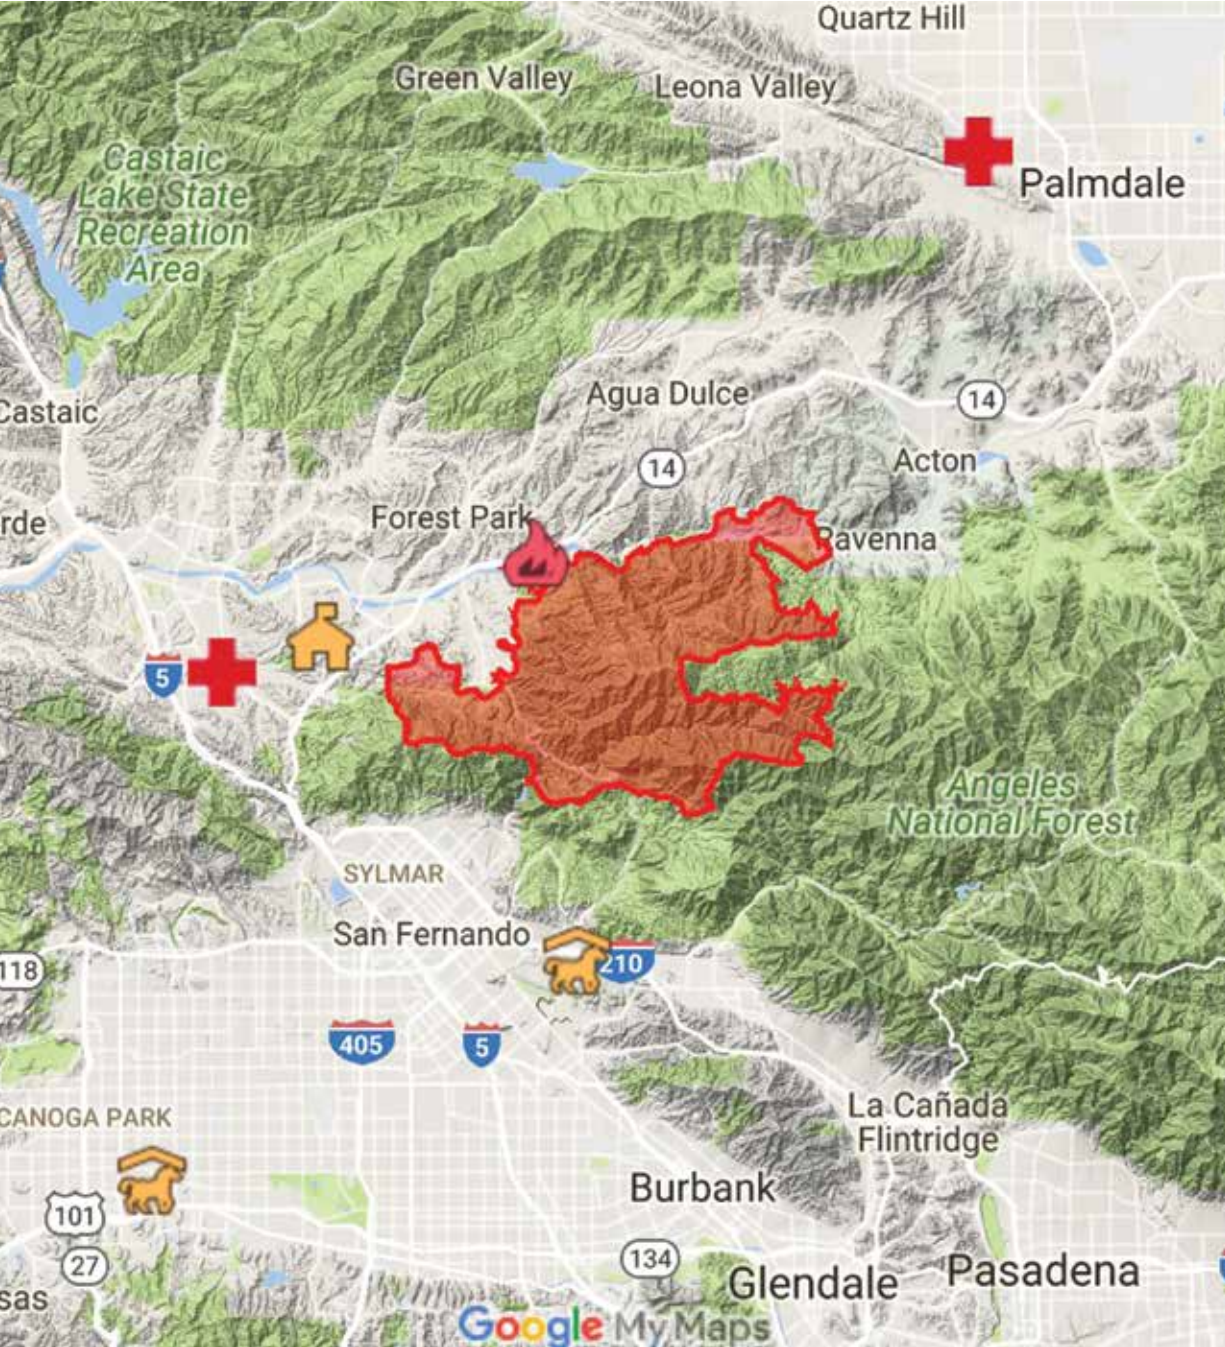 Quartz Hill
Green Valley
Leona Valley
Castaic
Lake State
Recreation
Area
Palmdale
Castaic
Agua Dulce
14
14
Acton
rde
Forest Park
Ravenna
5
Angeles
National Forest
SYLMAR
San Fernando
210
118
405
5
CANOGA PARK
La Cañada
Flintridge
Burbank
101
134
27
Glendale
Pasadena
sas
Google My Maps